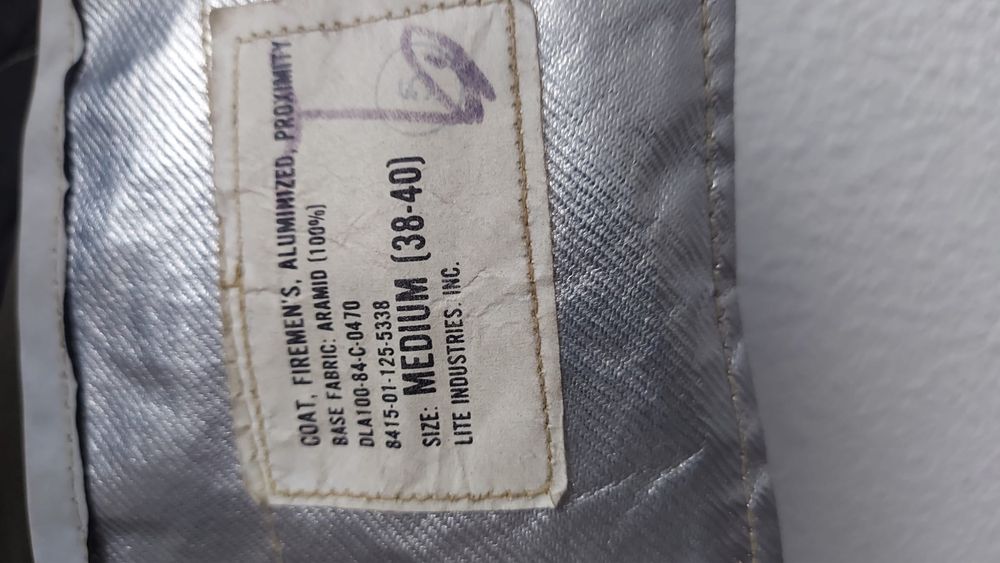 COAT, FIREMEN'S, ALUMINIZED, PROXIMITY
BASE FABRIC: ARAMID (100%)
DLA100-84-C-0470
8415-01-125-5338
SIZE: MEDIUM (38-40)
LITE INDUSTRIES. INC.